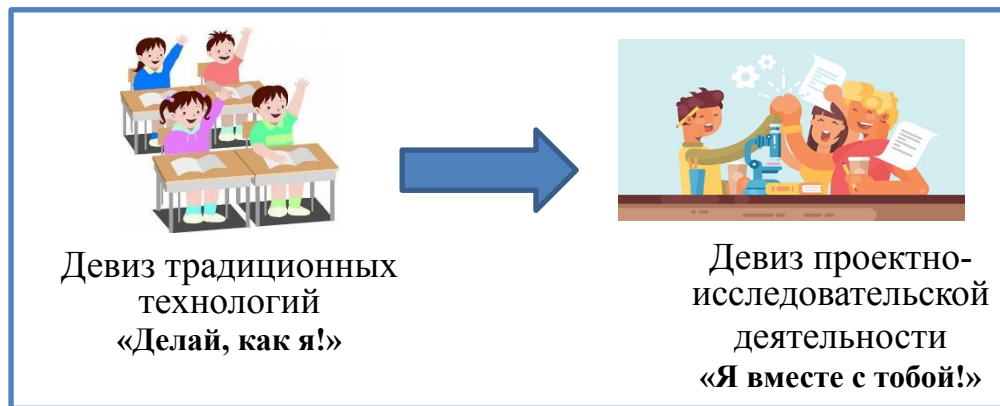 Девиз традиционных
технологий
«Делай, как я!»
Девиз проектно-
исследовательской
деятельности
«Я вместе с тобой!»